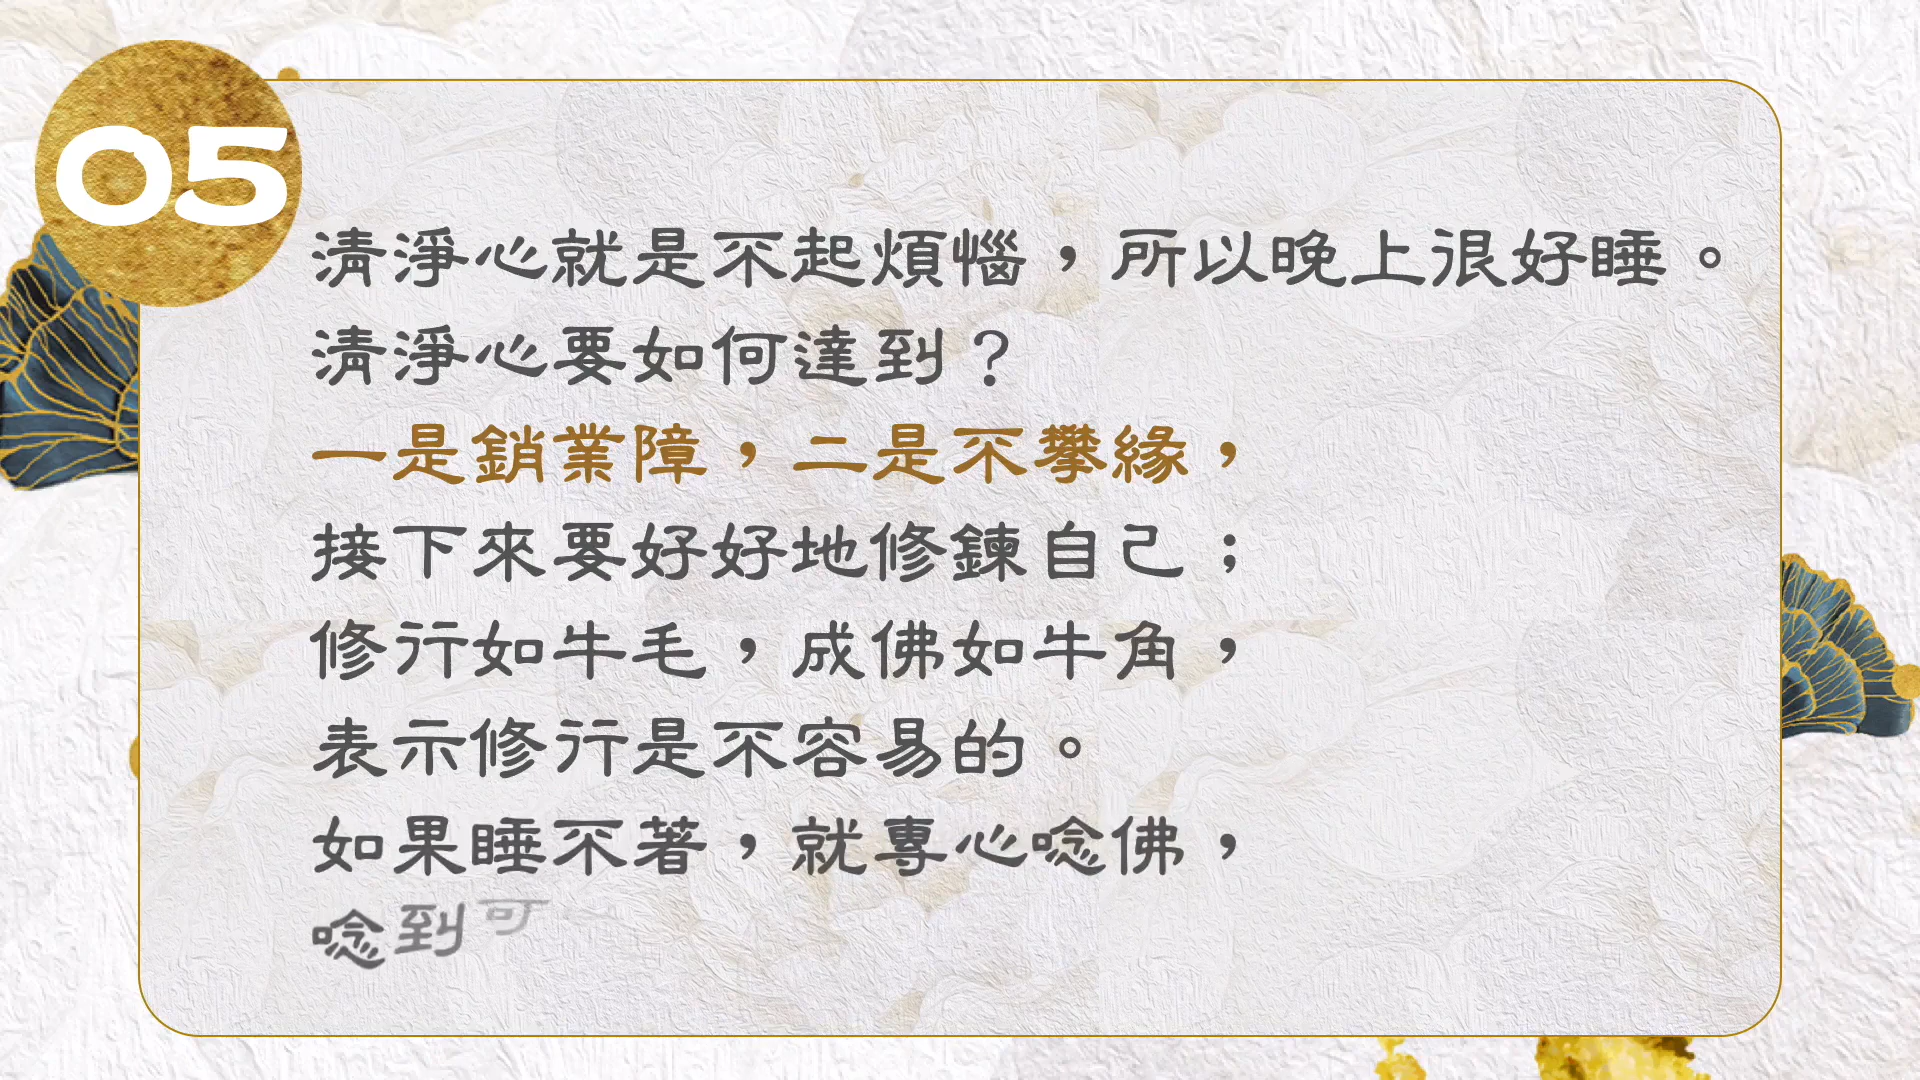 05
清淨心就是不起煩惱，所以晚上很好睡。
清淨心要如何達到？
一是銷業障，二是不攀緣，
接下來要好好地修鍊自己；
修行如牛毛，成佛如牛角，
表示修行是不容易的。
如果睡不著，就專心唸佛，
唸到可